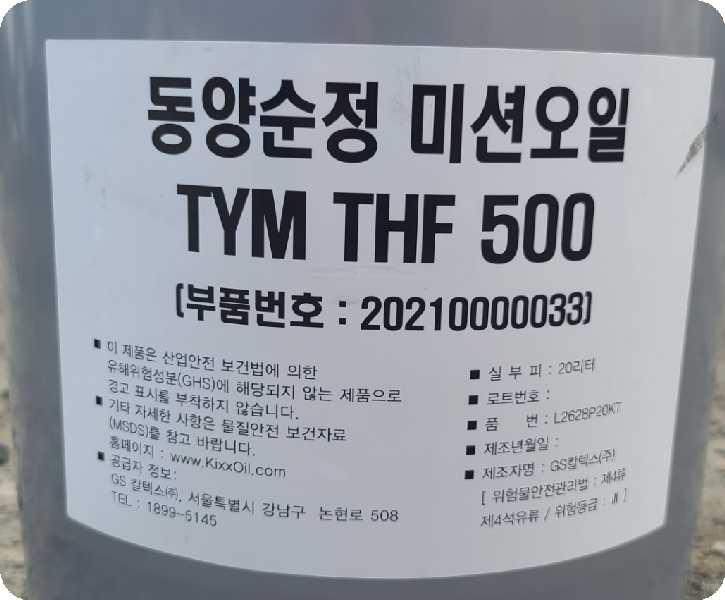 동양순정 미션오일
TYM THF 500
(부품번호 : 20210000033)
■ 이 제품은 산업안전 보건법에 의한
유해위험성분(GHS)에 해당되지 않는 제품으로
경고 표시를 부착하지 않습니다.
■ 기타 자세한 사항은 물질안전 보건자료
(MSDS)를 참고 바랍니다.
홈페이지 : www.KixxOil.com
■ 공급자 정보:
GS 칼텍스(주), 서울특별시 강남구 논현로 508
TEL : 1899-5145
■ 실 부 피 : 20리터
■ 로트번호 :
■ 품 번 : L2628P20K7
■ 제조년월일 :
■ 제조자명 : GS칼텍스(주)
[ 위험물안전관리법 : 제4류
제4석유류 / 위험등급 : Ⅲ ]